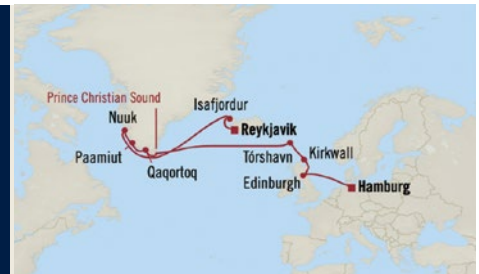 Prince Christian Sound
Nuuk
Isafjordur
Reykjavik
Paamiut
Qaqortoq
Tórshavn
Kirkwall
Edinburgh
Hamburg